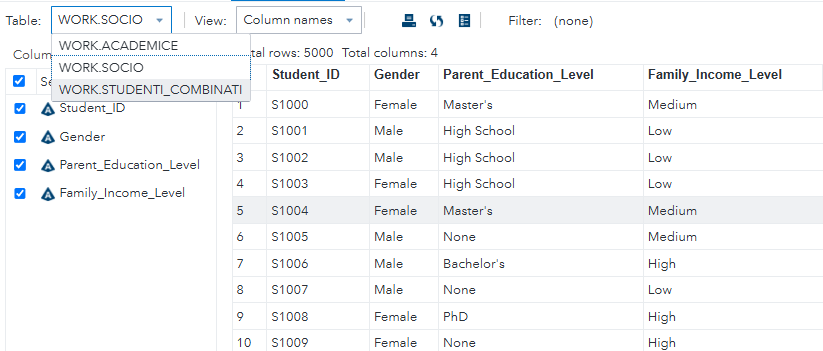 Table: WORK.SOCIO View: Column names Filter: (none)
WORK.ACADEMICE
WORK.SOCIO
WORK.STUDENTI_COMBINATI
Colum
tal rows: 5000 Total columns: 4
Se
Student_ID
Gender
Parent_Education_Level
Family_Income_Level
Student_ID Gender Parent_Education_Level Family_Income_Level
1 S1000 Female Master's Medium
2 S1001 Male High School Low
3 S1002 Male High School Low
4 S1003 Female High School Low
5 S1004 Female Master's Medium
6 S1005 Male None Medium
7 S1006 Male Bachelor's High
8 S1007 Male None Low
9 S1008 Female PhD High
10 S1009 Female None High